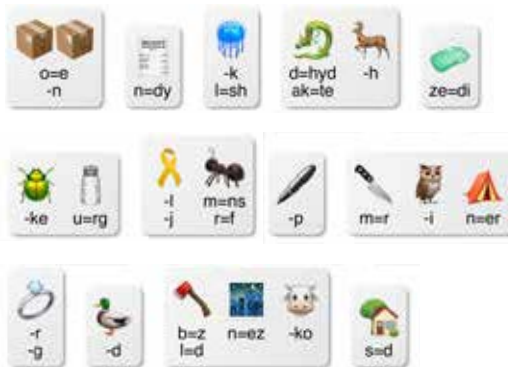 o=e
-n
n=dy
-k
l=sh
d=hyd -h
ak=te
ze=di
-ke u=rg
-l m=ns
-j r=f
-p
m=r -i n=er
-r
-g
-d
b=z n=ez -ko
l=d
s=d